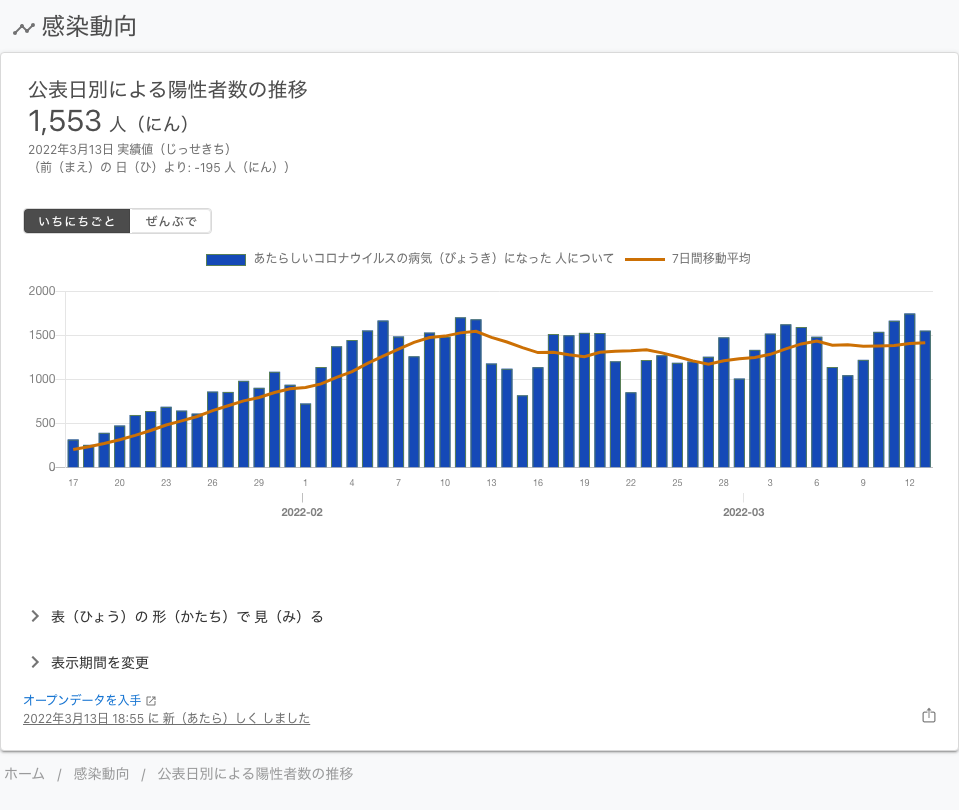 感染動向
公表日別による陽性者数の推移
1,553 人（にん）
2022年3月13日 実績値（じっせきち）
（前（まえ）の 日（ひ）より: -195 人（にん））
いちにちごと ぜんぶで
あたらしいコロナウイルスの病気（びょうき）になった 人について 7日間移動平均
2000
1500
1000
500
0
17 20 23 26 29 1 4 7 10 13 16 19 22 25 28 3 6 9 12
2022-02 2022-03
表（ひょう）の 形（かたち）で 見（み）る
表示期間を変更
オープンデータを入手
2022年3月13日 18:55 に 新（あたら）しく しました
ホーム / 感染動向 / 公表日別による陽性者数の推移